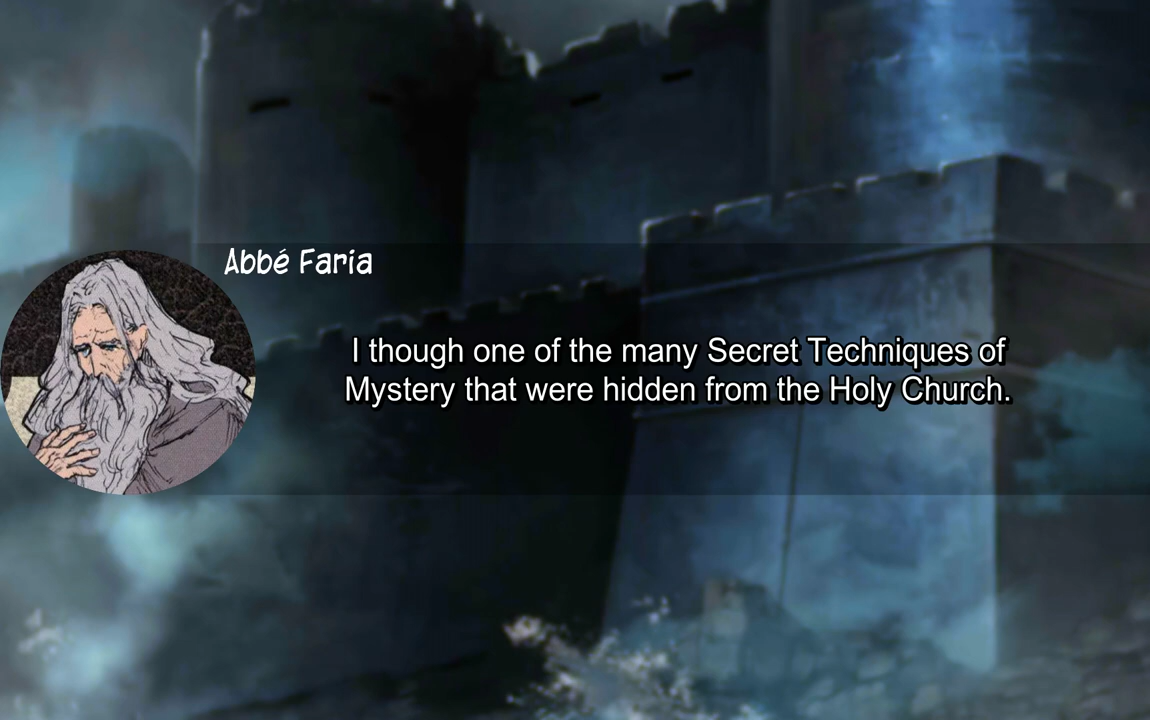 Abbé Faria
I though one of the many Secret Techniques of
Mystery that were hidden from the Holy Church.